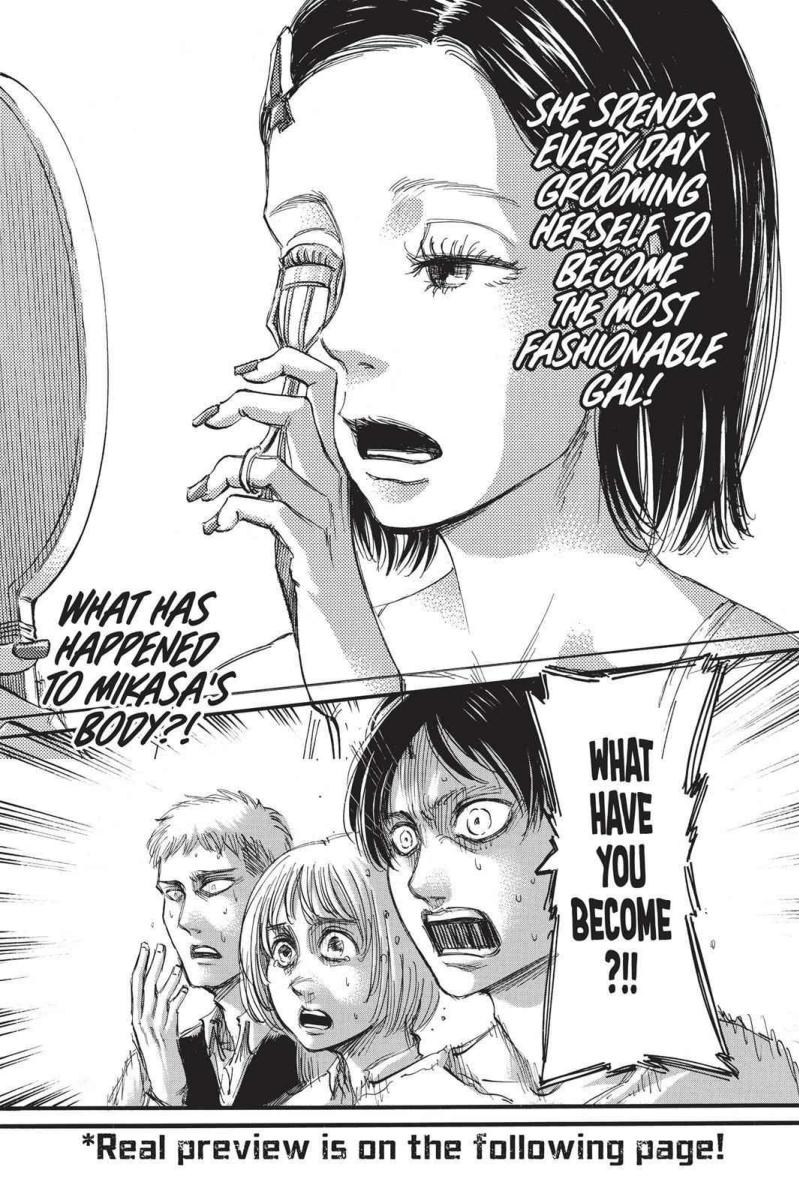 SHE SPENDS
EVERY DAY
GROOMING
HERSELF TO
BECOME
THE MOST
FASHIONABLE
GAL!
WHAT HAS
HAPPENED
TO MIKASA'S
BODY?!
WHAT
HAVE
YOU
BECOME
?!!
*Real preview is on the following page!